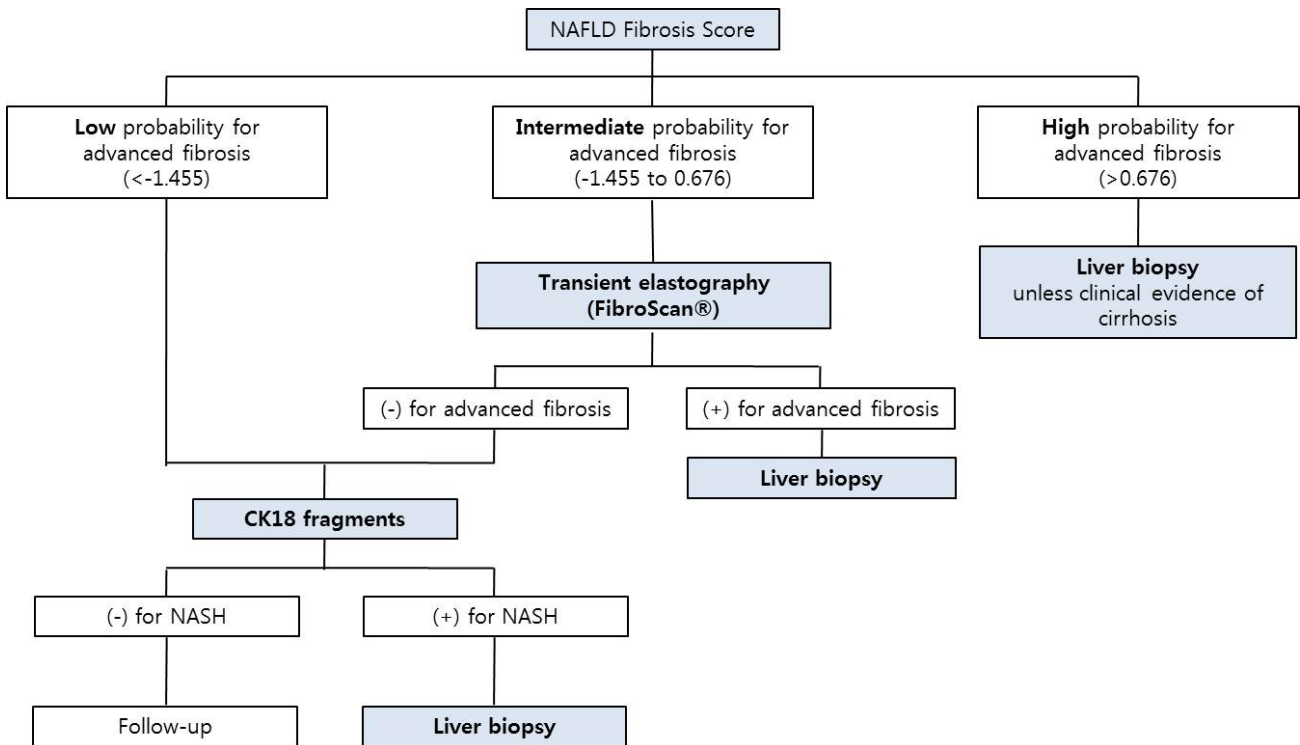 NAFLD Fibrosis Score
Low probability for
advanced fibrosis
(<-1.455)
Intermediate probability for
advanced fibrosis
(-1.455 to 0.676)
High probability for
advanced fibrosis
(>0.676)
Transient elastography
(FibroScan®)
Liver biopsy
unless clinical evidence of
cirrhosis
(-) for advanced fibrosis
(+) for advanced fibrosis
Liver biopsy
CK18 fragments
(-) for NASH
(+) for NASH
Follow-up
Liver biopsy